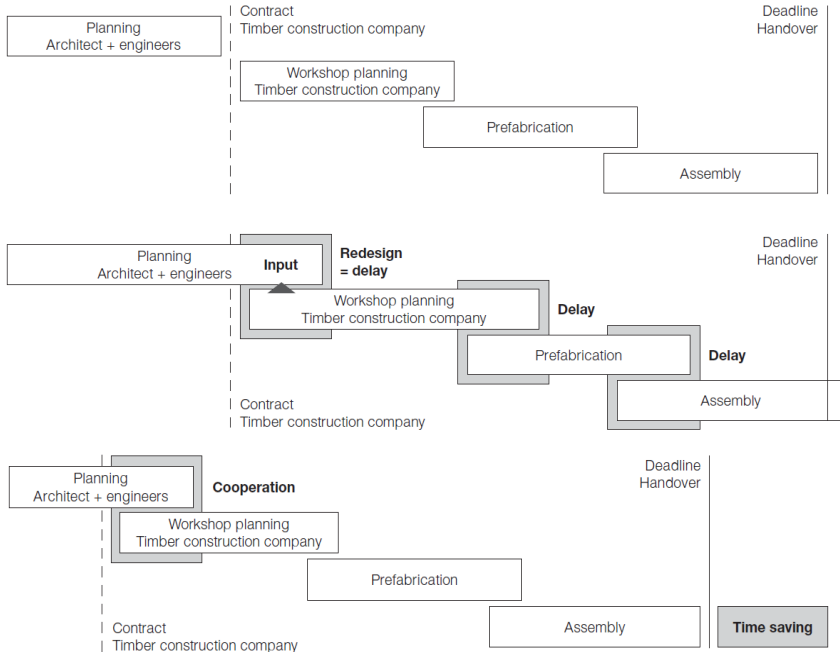 Planning
Architect + engineers
Contract
Timber construction company
Deadline
Handover
Workshop planning
Timber construction company
Prefabrication
Assembly
Planning
Architect + engineers
Input
Redesign
= delay
Deadline
Handover
Workshop planning
Timber construction company
Delay
Prefabrication
Delay
Assembly
Contract
Timber construction company
Planning
Architect + engineers
Cooperation
Deadline
Handover
Workshop planning
Timber construction company
Prefabrication
Assembly
Time saving
Contract
Timber construction company